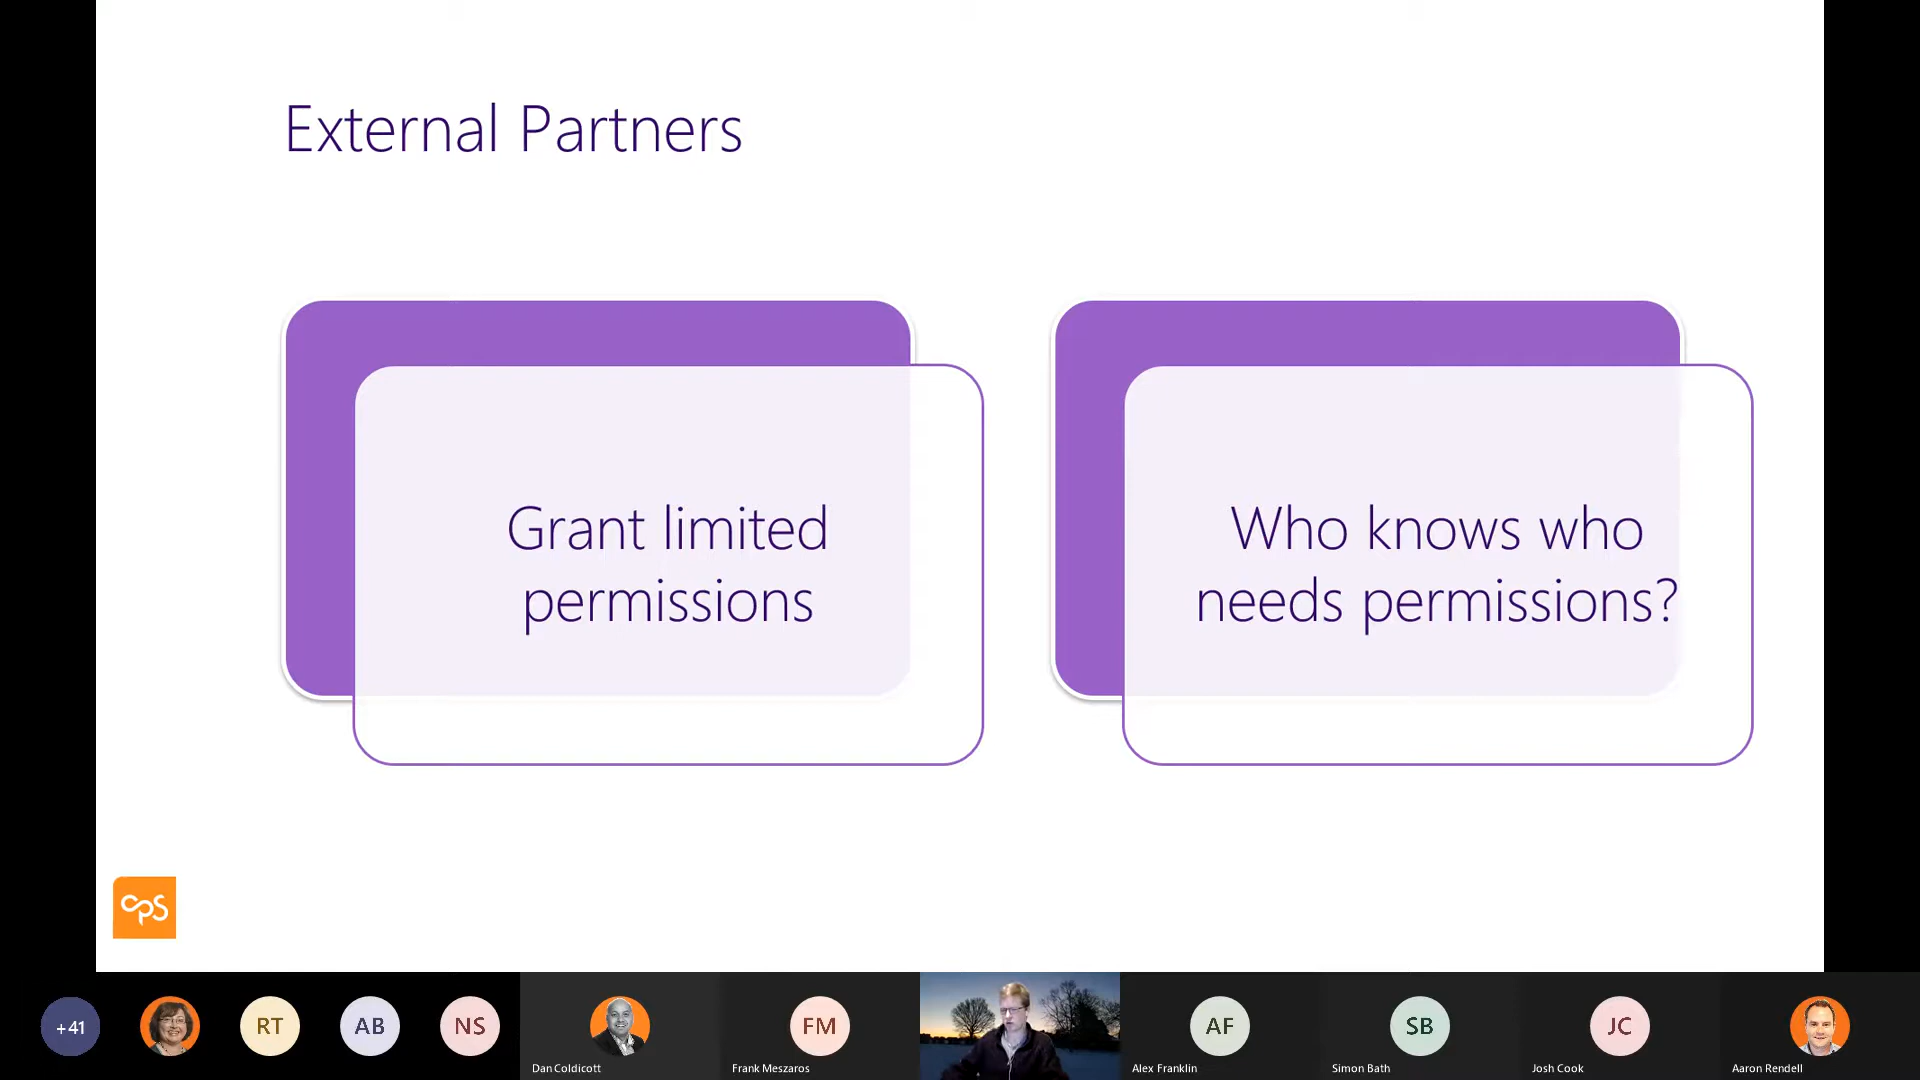 External Partners
Grant limited
permissions
Who knows who
needs permissions?
cps
+41
RT
AB
NS
Dan Coldicott
FM
Frank Meszaros
AF
Alex Franklin
SB
Simon Bath
JC
Josh Cook
Aaron Rendell